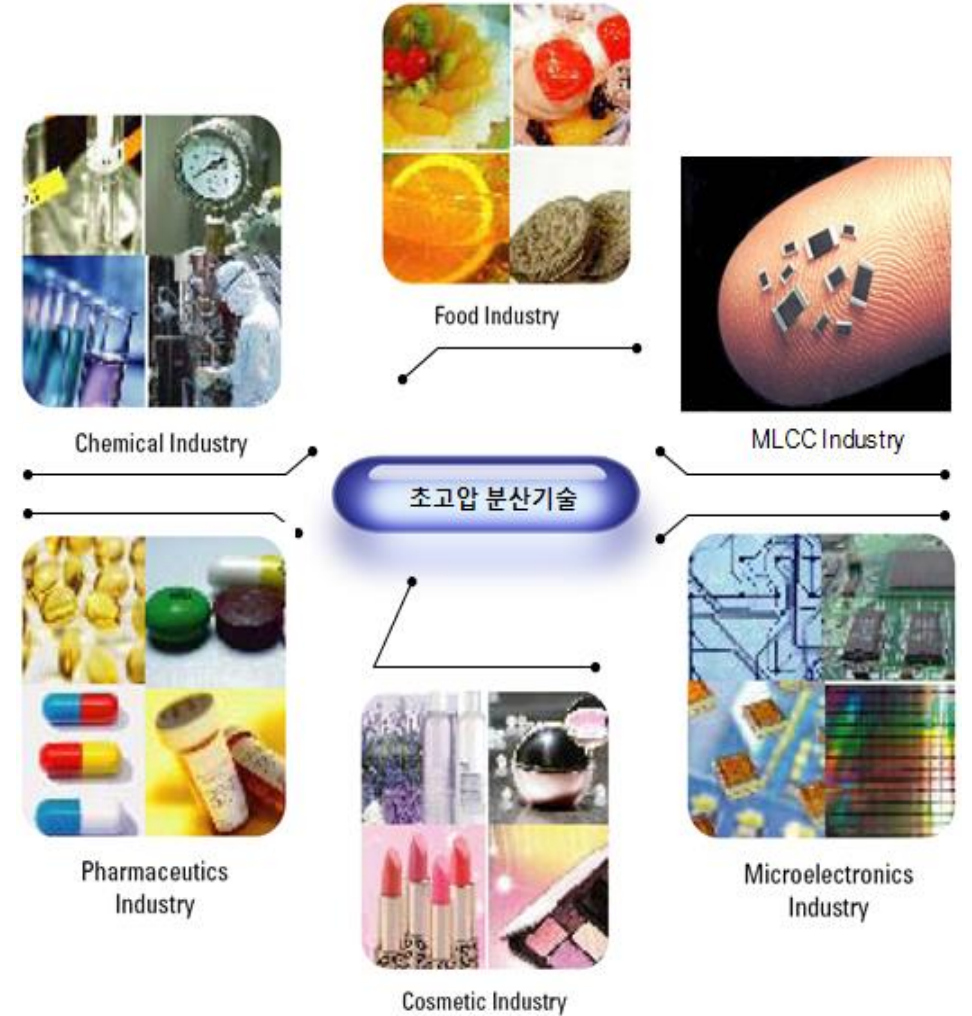 Food Industry
Chemical Industry
MLCC Industry
초고압 분산기술
Pharmaceutics
Industry
Microelectronics
Industry
Cosmetic Industry